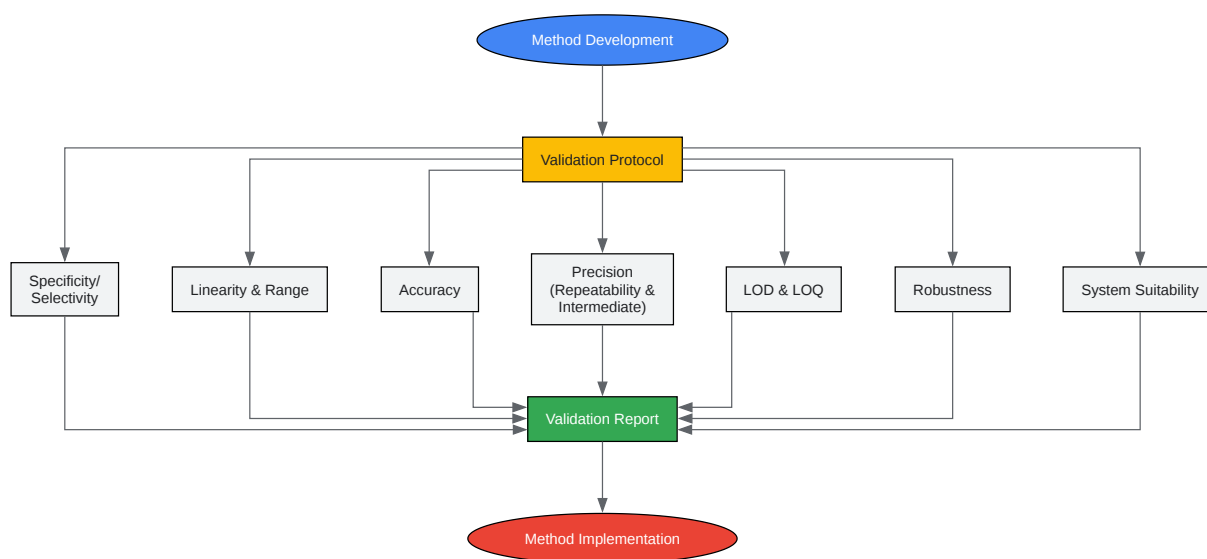 Method Development
Validation Protocol
Specificity/
Selectivity
Linearity & Range
Accuracy
Precision
(Repeatability &
Intermediate)
LOD & LOQ
Robustness
System Suitability
Validation Report
Method Implementation